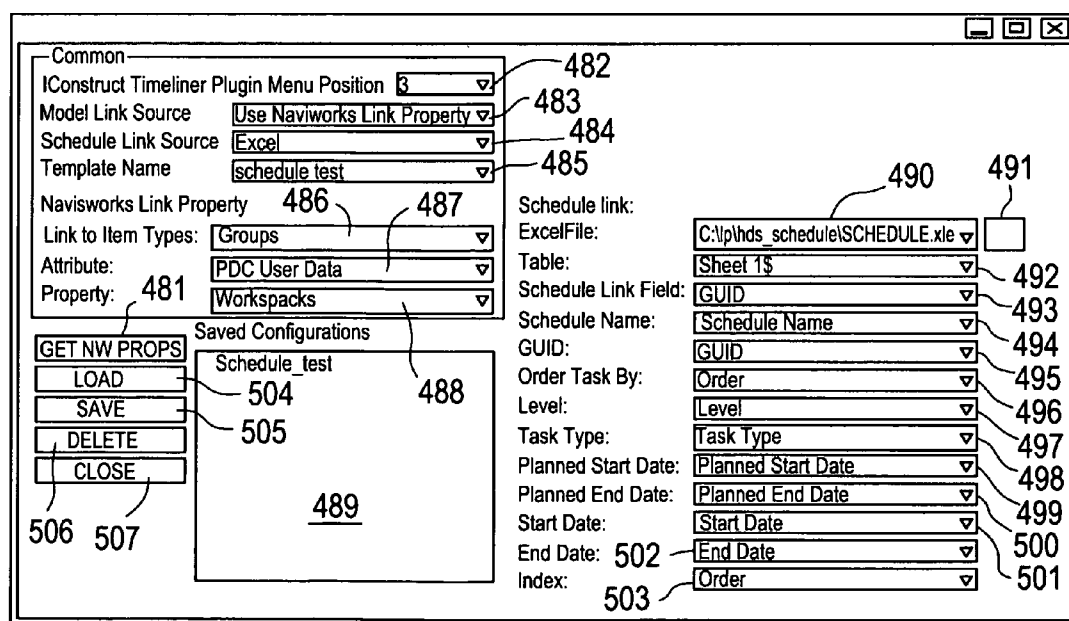 Common
IConstruct Timeliner Plugin Menu Position 3 482
Model Link Source Use Naviworks Link Property 483
Schedule Link Source Excel 484
Template Name schedule test 485
Navisworks Link Property 486 487
Link to Item Types: Groups
Attribute: PDC User Data
Property: Workspacks
481
GET NW PROPS
LOAD 504
SAVE 505
DELETE
CLOSE
506 507
Saved Configurations
Schedule_test
488
489
490 491
Schedule link:
ExcelFile: C:\lp\hds_schedule\SCHEDULE.xle
Table: Sheet 1$ 492
Schedule Link Field: GUID 493
Schedule Name: Schedule Name 494
GUID: GUID 495
Order Task By: Order 496
Level: Level 497
Task Type: Task Type 498
Planned Start Date: Planned Start Date 499
Planned End Date: Planned End Date 500
Start Date: Start Date 501
End Date: 502 End Date
Index: 503 Order